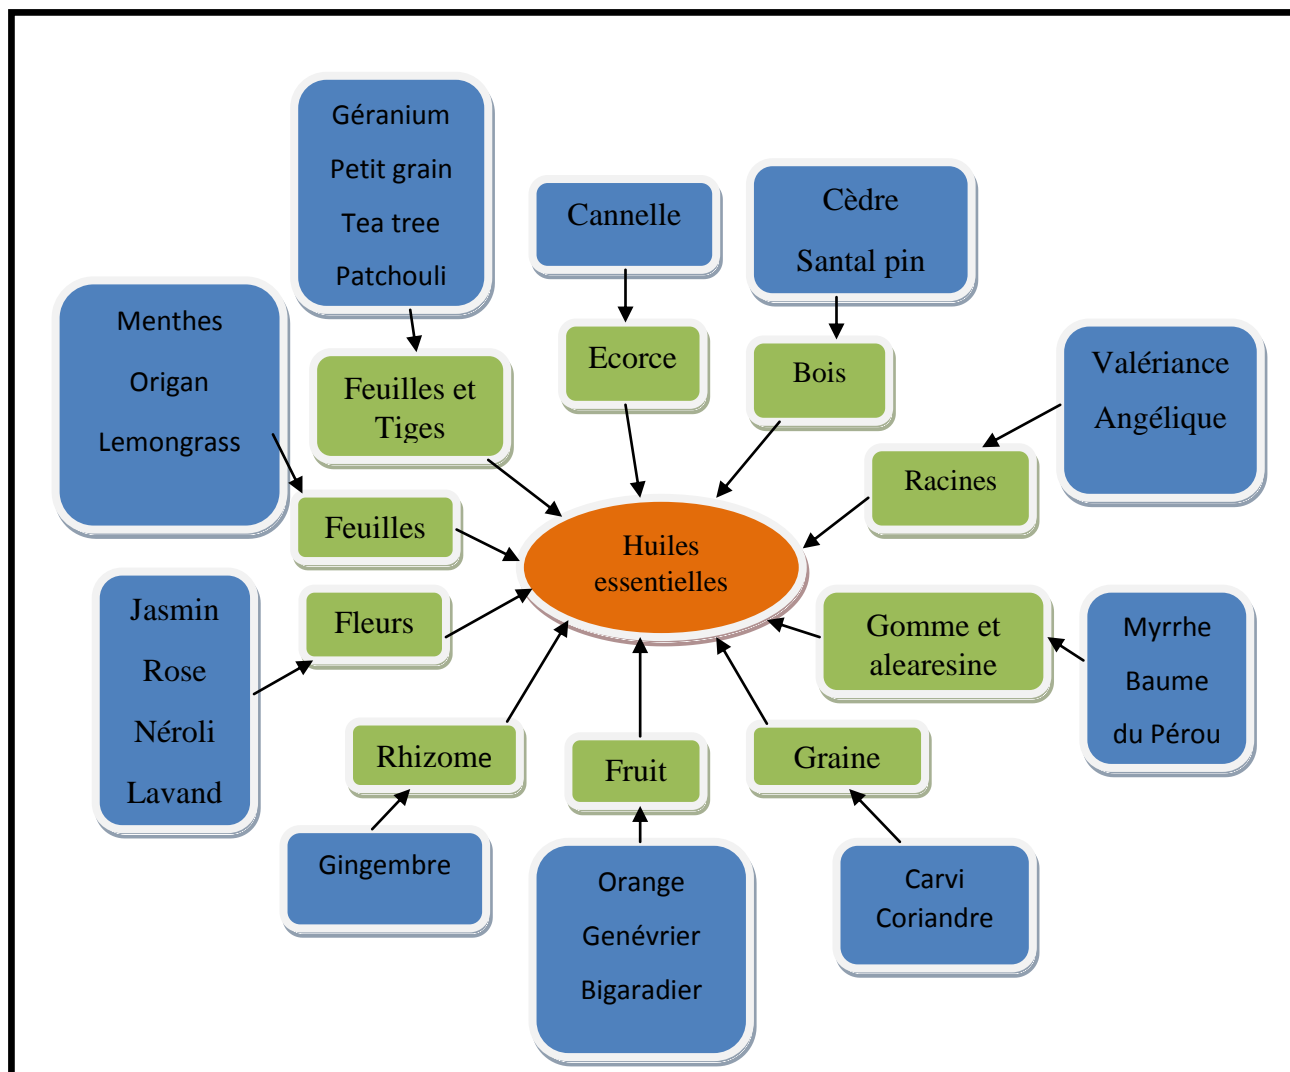 Géranium
Petit grain
Tea tree
Patchouli
Cannelle
Cèdre
Santal pin
Menthes
Origan
Lemongrass
Feuilles et
Tiges
Ecorce
Bois
Valériance
Angélique
Racines
Feuilles
Huiles
essentielles
Jasmin
Rose
Néroli
Lavand
Fleurs
Gomme et
alearesine
Myrrhe
Baume
du Pérou
Rhizome
Fruit
Graine
Gingembre
Orange
Genévrier
Bigaradier
Carvi
Coriandre